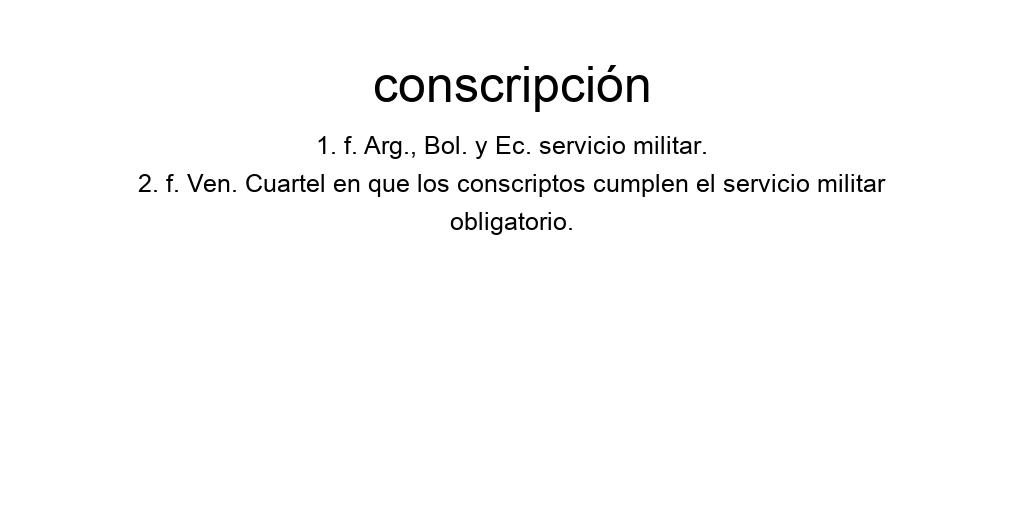 conscripción
1. f. Arg., Bol. y Ec. servicio militar.
2. f. Ven. Cuartel en que los conscriptos cumplen el servicio militar
obligatorio.